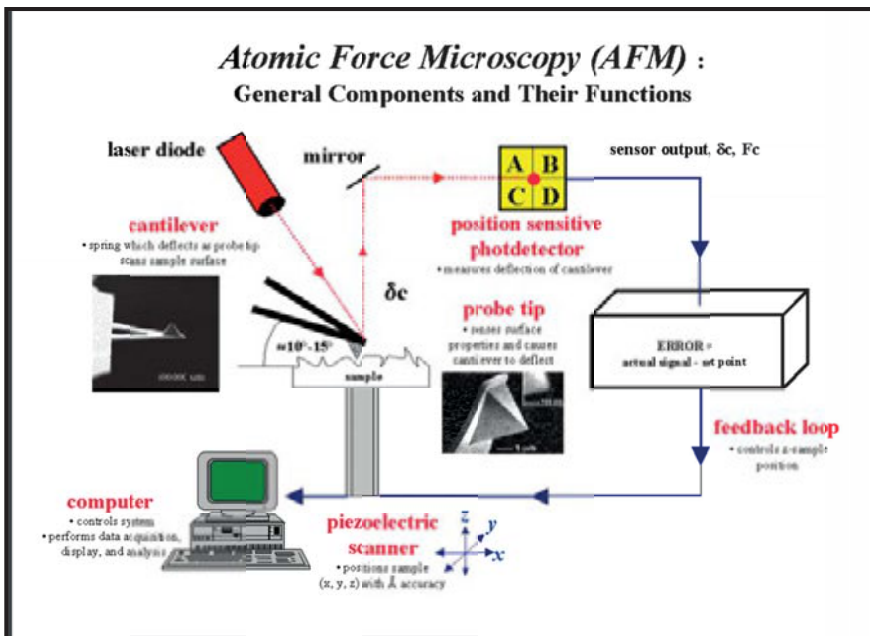 Atomic Force Microscopy (AFM) :
General Components and Their Functions
laser diode
mirror
A B
C D
sensor output, δc, Fc
cantilever
• spring which deflects as probe tip
scans sample surface
position sensitive
photdetector
• measures deflection of cantilever
δc
probe tip
• senses surface
properties and causes
cantilever to deflect
≈10°-15°
sample
ERROR =
actual signal - set point
feedback loop
• controls z-sample
position
computer
• controls system
• performs data acquisition,
display, and analysis
piezoelectric
scanner
• positions sample
(x, y, z) with Å accuracy
z
y
x